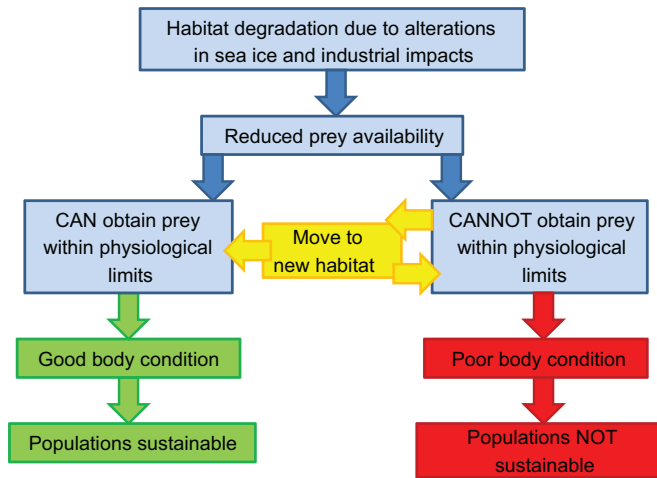 Habitat degradation due to alterations
in sea ice and industrial impacts
Reduced prey availability
CAN obtain prey
within physiological
limits
Move to
new habitat
CANNOT obtain prey
within physiological
limits
Good body condition
Poor body condition
Populations sustainable
Populations NOT
sustainable